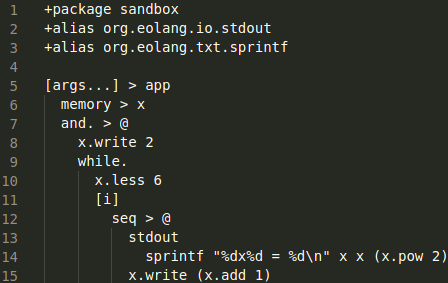 1 +package sandbox
2 +alias org.eolang.io.stdout
3 +alias org.eolang.txt.sprintf
4
5 [args...] > app
6   memory > x
7   and. > @
8     x.write 2
9     while.
10       x.less 6
11       [i]
12         seq > @
13           stdout
14             sprintf "%dx%d = %d\n" x x (x.pow 2)
15           x.write (x.add 1)